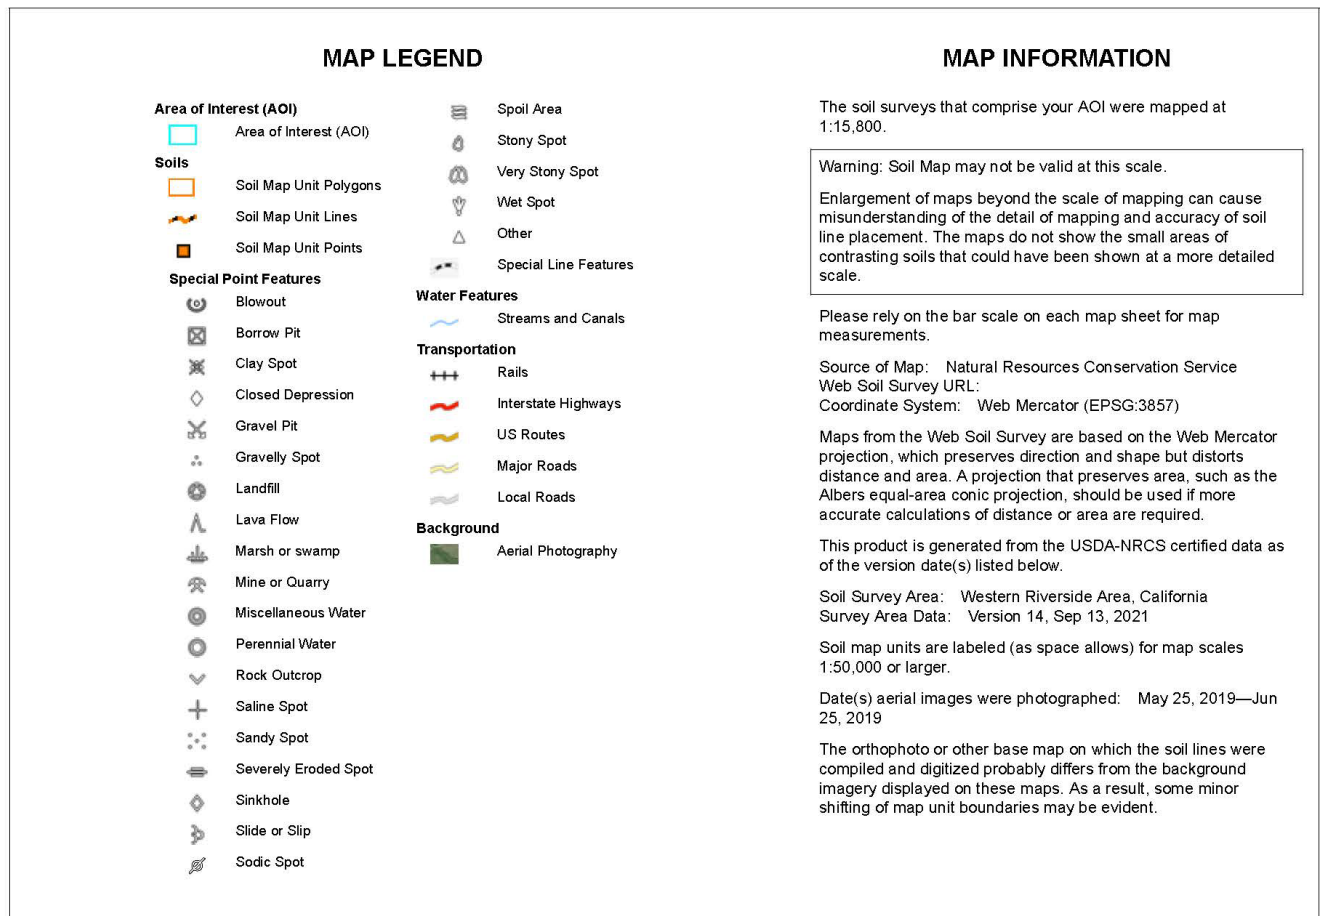 MAP LEGEND
Area of Interest (AOI)
Area of Interest (AOI)
Soils
Soil Map Unit Polygons
Soil Map Unit Lines
Soil Map Unit Points
Special Point Features
Blowout
Borrow Pit
Clay Spot
Closed Depression
Gravel Pit
Gravelly Spot
Landfill
Lava Flow
Marsh or swamp
Mine or Quarry
Miscellaneous Water
Perennial Water
Rock Outcrop
Saline Spot
Sandy Spot
Severely Eroded Spot
Sinkhole
Slide or Slip
Sodic Spot
Spoil Area
Stony Spot
Very Stony Spot
Wet Spot
Other
Special Line Features
Water Features
Streams and Canals
Transportation
Rails
Interstate Highways
US Routes
Major Roads
Local Roads
Background
Aerial Photography
MAP INFORMATION
The soil surveys that comprise your AOI were mapped at
1:15,800.
Warning: Soil Map may not be valid at this scale.
Enlargement of maps beyond the scale of mapping can cause
misunderstanding of the detail of mapping and accuracy of soil
line placement. The maps do not show the small areas of
contrasting soils that could have been shown at a more detailed
scale.
Please rely on the bar scale on each map sheet for map
measurements.
Source of Map: Natural Resources Conservation Service
Web Soil Survey URL:
Coordinate System: Web Mercator (EPSG:3857)
Maps from the Web Soil Survey are based on the Web Mercator
projection, which preserves direction and shape but distorts
distance and area. A projection that preserves area, such as the
Albers equal-area conic projection, should be used if more
accurate calculations of distance or area are required.
This product is generated from the USDA-NRCS certified data as
of the version date(s) listed below.
Soil Survey Area: Western Riverside Area, California
Survey Area Data: Version 14, Sep 13, 2021
Soil map units are labeled (as space allows) for map scales
1:50,000 or larger.
Date(s) aerial images were photographed: May 25, 2019—Jun
25, 2019
The orthophoto or other base map on which the soil lines were
compiled and digitized probably differs from the background
imagery displayed on these maps. As a result, some minor
shifting of map unit boundaries may be evident.